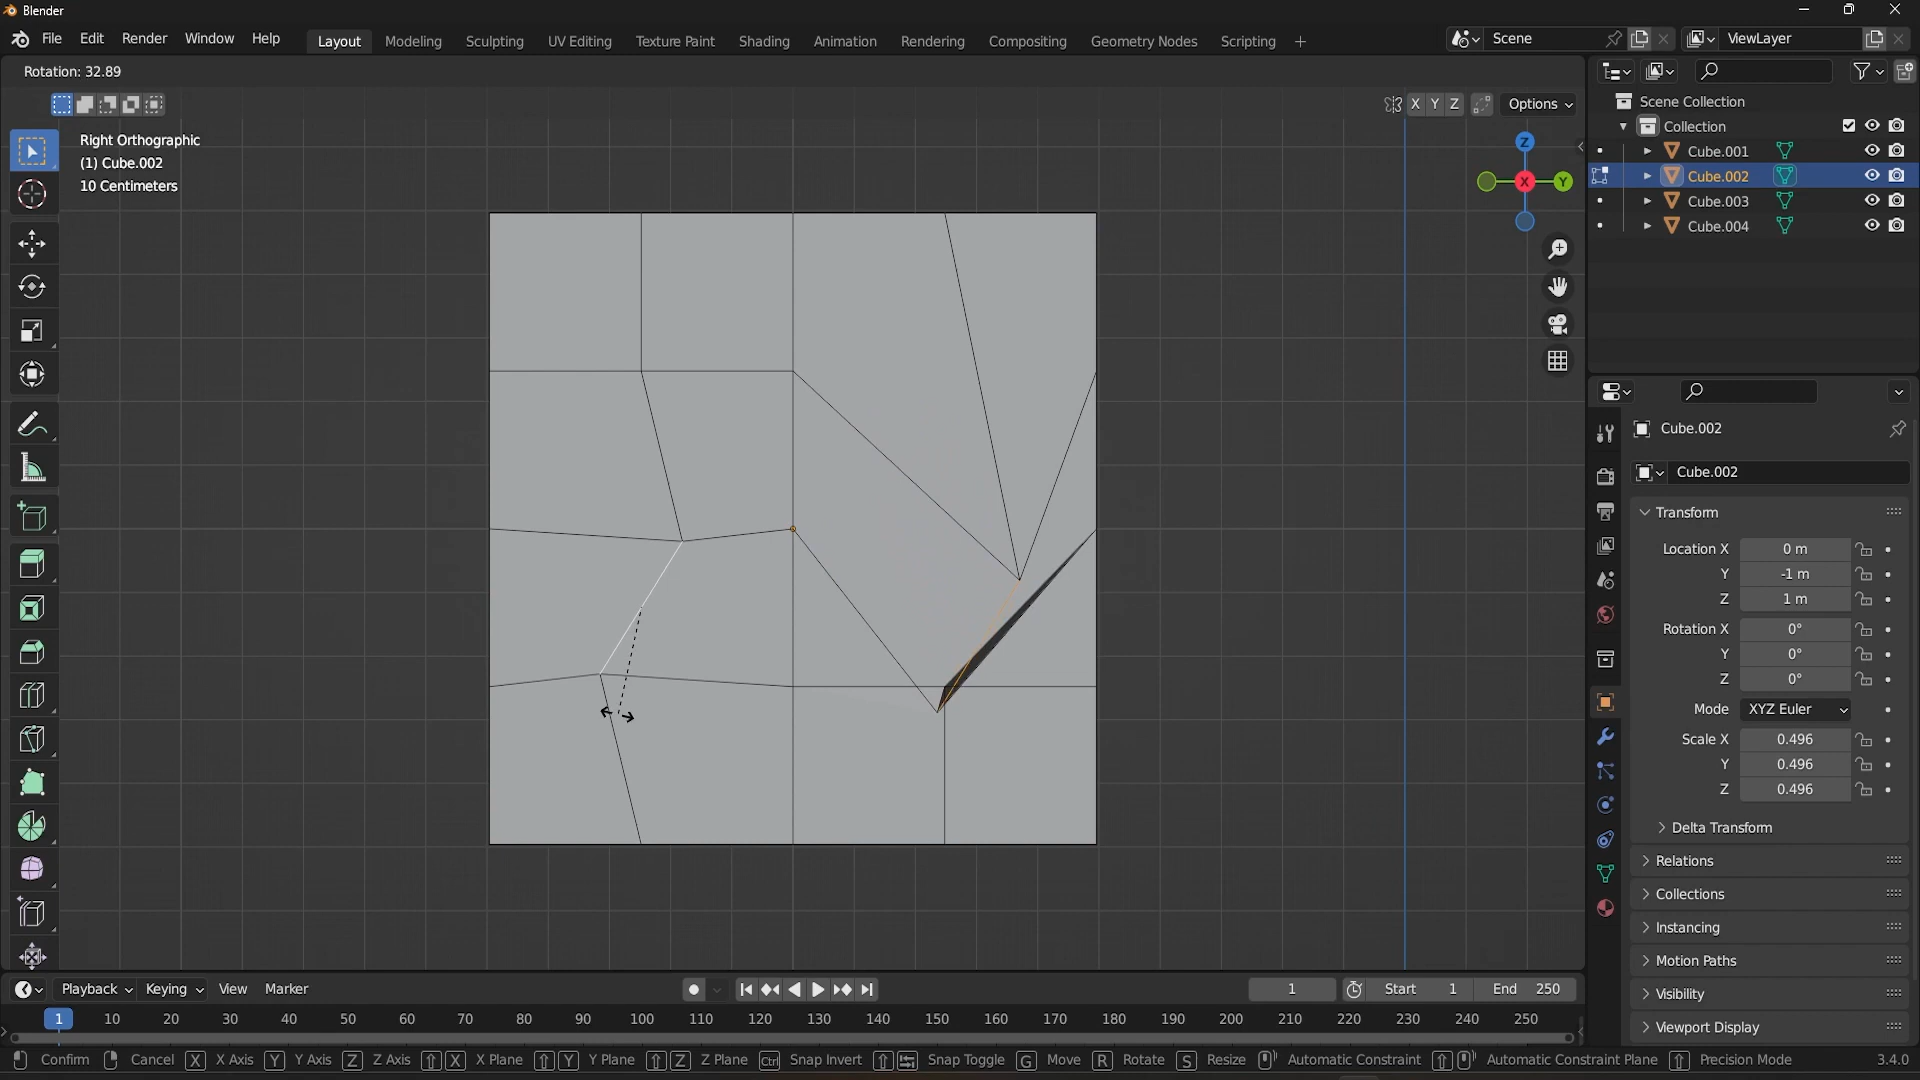 Blender
File Edit Render Window Help Layout Modeling Sculpting UV Editing Texture Paint Shading Animation Rendering Compositing Geometry Nodes Scripting + Scene ViewLayer
Rotation: 32.89
X Y Z Options
Right Orthographic
(1) Cube.002
10 Centimeters
Z
X
Y
Scene Collection
Collection
Cube.001
Cube.002
Cube.003
Cube.004
Cube.002
Cube.002
Transform
Location X 0 m
Y -1 m
Z 1 m
Rotation X 0°
Y 0°
Z 0°
Mode XYZ Euler
Scale X 0.496
Y 0.496
Z 0.496
Delta Transform
Relations
Collections
Instancing
Motion Paths
Visibility
Viewport Display
Playback Keying View Marker 1 Start 1 End 250
1 10 20 30 40 50 60 70 80 90 100 110 120 130 140 150 160 170 180 190 200 210 220 230 240 250
Confirm Cancel X X Axis Y Y Axis Z Z Axis X X Plane Y Y Plane Z Z Plane Ctrl Snap Invert Snap Toggle G Move R Rotate S Resize Automatic Constraint Automatic Constraint Plane Precision Mode 3.4.0